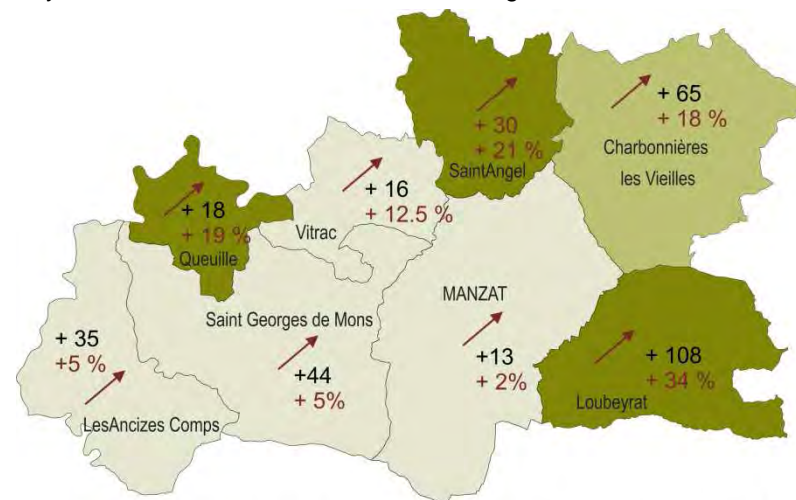 + 30
+ 21 %
SaintAngel
+ 65
+ 18 %
Charbonnières
les Vieilles
+ 18
+ 19 %
Queuille
+ 16
+ 12.5 %
Vitrac
+ 35
+5 %
LesAncizes Comps
Saint Georges de Mons
+44
+ 5%
MANZAT
+13
+ 2%
+ 108
+ 34 %
Loubeyrat